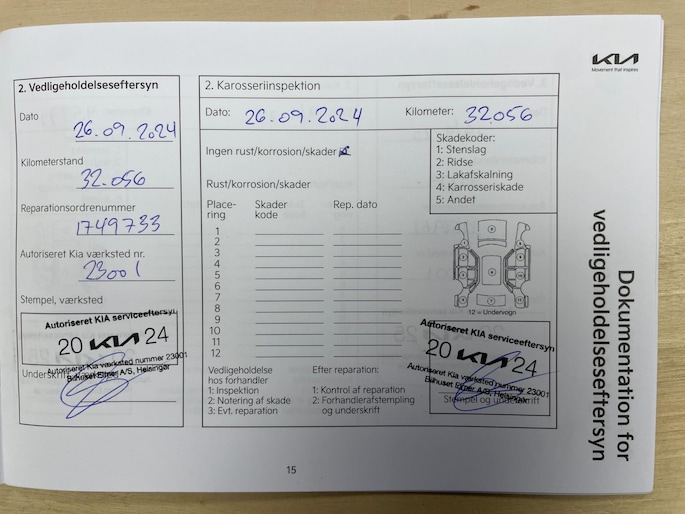 KIA
Movement that inspires
Dokumentation for
vedligeholdelseseftersyn
2. Vedligeholdelseseftersyn
Dato
26.09.2024
Kilometerstand
32.056
Reparationsordrenummer
1749733
Autoriseret Kia værksted nr.
23001
Stempel, værksted
Autoriseret KIA serviceeftersyn
20 KIA 24
Autoriseret Kia værksted nummer 23001
A/S, Helsingør
2. Karosseriinspektion
Dato: 26.09.2024 Kilometer: 32056
Ingen rust/korrosion/skader
Skadekoder:
1: Stenslag
2: Ridse
3: Lakafskalning
4: Karrosseriskade
5: Andet
Rust/korrosion/skader
Place-
ring
Skader
kode
Rep. dato
1
2
3
4
5
6
7
8
9
10
11
12
12 = Undervogn
Vedligeholdelse
hos forhandler
1: Inspektion
2: Notering af skade
3: Evt. reparation
Efter reparation:
1: Kontrol af reparation
2: Forhandlerafstempling
og underskrift
Autoriseret KIA serviceeftersyn
20 KIA 24
Autoriseret Kia værksted nummer 23001
A/S, Helsingør
Stempel og underskrift
15